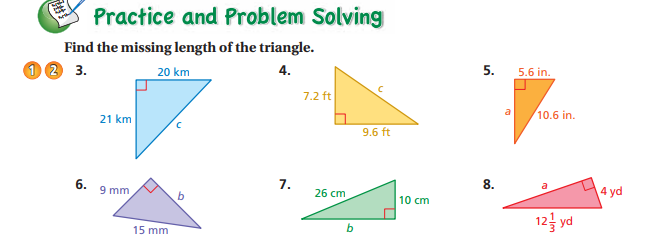 Practice and Problem Solving
Find the missing length of the triangle.
1 2 3.
20 km
21 km
c
4.
7.2 ft
c
9.6 ft
5.
5.6 in.
a
10.6 in.
6.
9 mm
b
15 mm
7.
26 cm
10 cm
b
8.
a
4 yd
12 1/3 yd